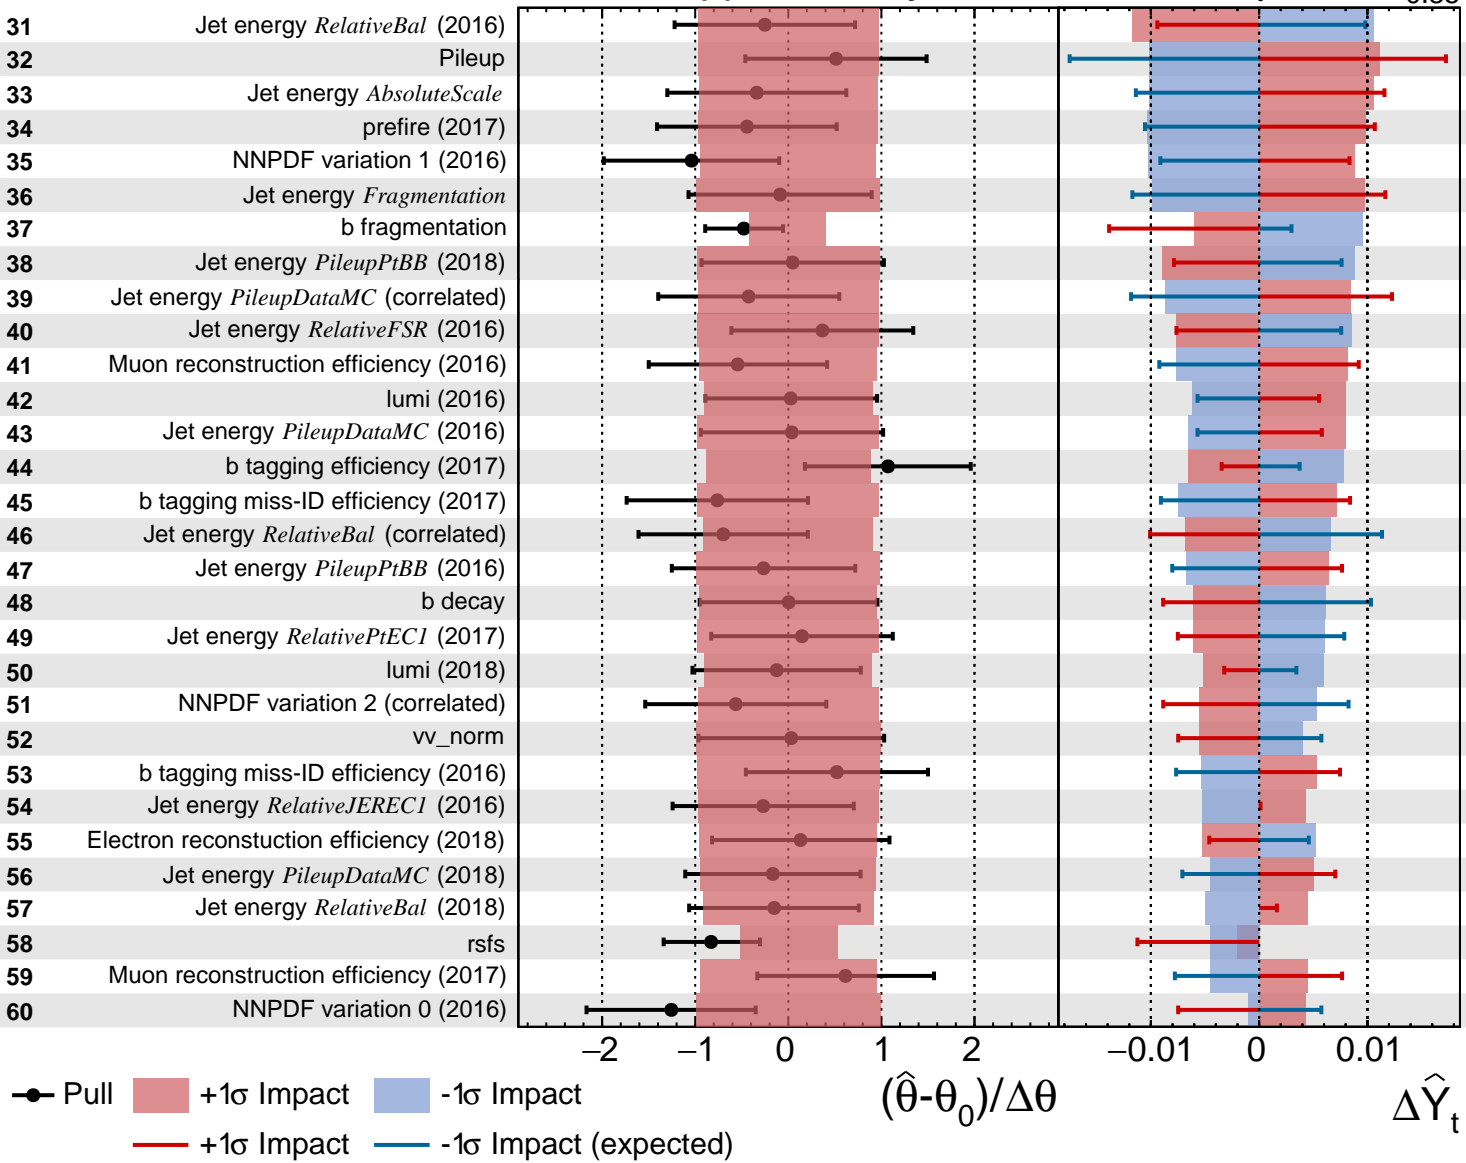 31 Jet energy RelativeBal (2016)
32 Pileup
33 Jet energy AbsoluteScale
34 prefire (2017)
35 NNPDF variation 1 (2016)
36 Jet energy Fragmentation
37 b fragmentation
38 Jet energy PileupPtBB (2018)
39 Jet energy PileupDataMC (correlated)
40 Jet energy RelativeFSR (2016)
41 Muon reconstruction efficiency (2016)
42 lumi (2016)
43 Jet energy PileupDataMC (2016)
44 b tagging efficiency (2017)
45 b tagging miss-ID efficiency (2017)
46 Jet energy RelativeBal (correlated)
47 Jet energy PileupPtBB (2016)
48 b decay
49 Jet energy RelativePtEC1 (2017)
50 lumi (2018)
51 NNPDF variation 2 (correlated)
52 vv_norm
53 b tagging miss-ID efficiency (2016)
54 Jet energy RelativeJEREC1 (2016)
55 Electron reconstuction efficiency (2018)
56 Jet energy PileupDataMC (2018)
57 Jet energy RelativeBal (2018)
58 rsfs
59 Muon reconstruction efficiency (2017)
60 NNPDF variation 0 (2016)
−2 −1 0 1 2 −0.01 0 0.01
Pull +1σ Impact -1σ Impact (θ̂-θ₀)/Δθ ΔŶₜ
+1σ Impact -1σ Impact (expected)